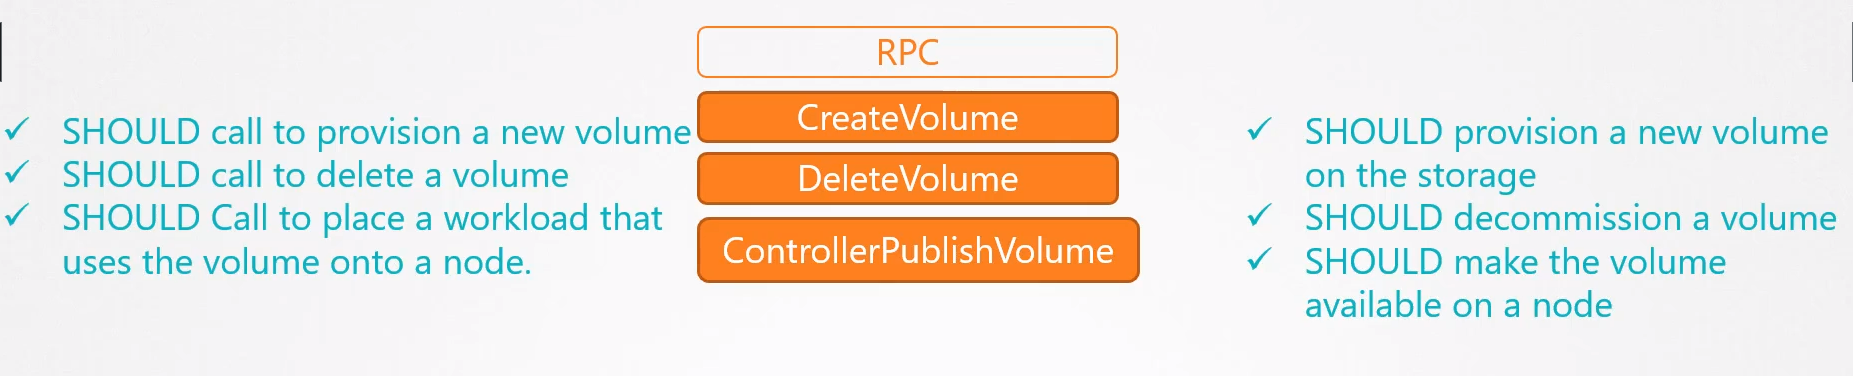 RPC
CreateVolume
DeleteVolume
ControllerPublishVolume
✓ SHOULD call to provision a new volume
✓ SHOULD call to delete a volume
✓ SHOULD Call to place a workload that
uses the volume onto a node.
✓ SHOULD provision a new volume
on the storage
✓ SHOULD decommission a volume
✓ SHOULD make the volume
available on a node